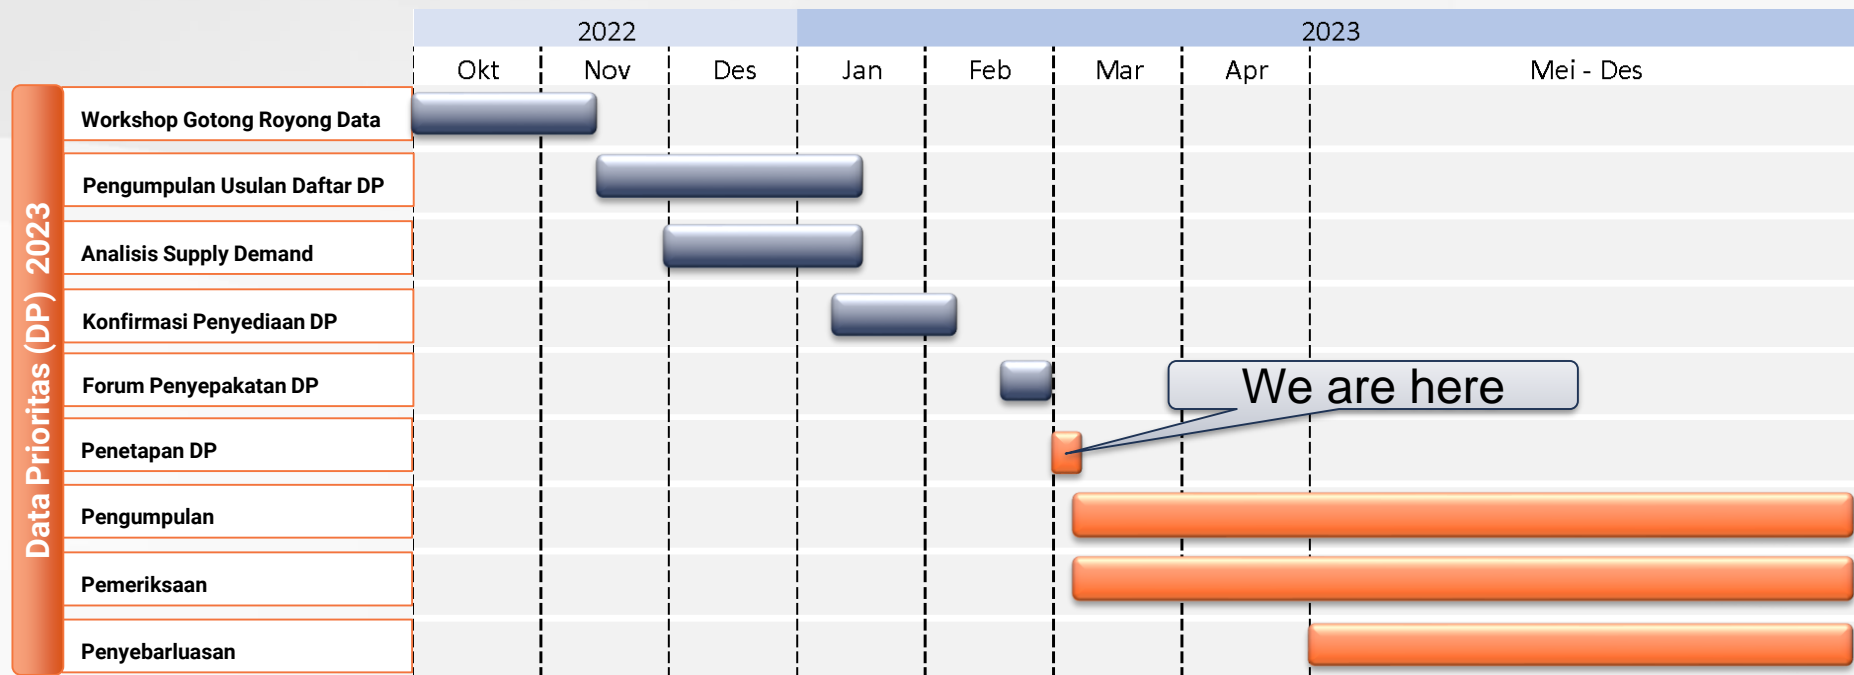 2022
2023
Okt
Nov
Des
Jan
Feb
Mar
Apr
Mei - Des
Data Prioritas (DP) 2023
Workshop Gotong Royong Data
Pengumpulan Usulan Daftar DP
Analisis Supply Demand
Konfirmasi Penyediaan DP
Forum Penyepakatan DP
We are here
Penetapan DP
Pengumpulan
Pemeriksaan
Penyebarluasan